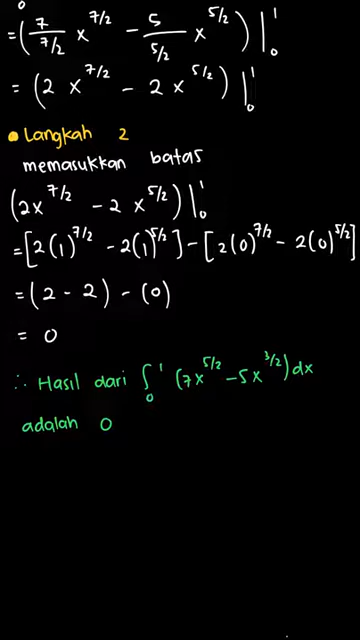 0
= (7/(7/2) x^(7/2) - 5/(5/2) x^(5/2)) |₀¹
= (2 x^(7/2) - 2 x^(5/2)) |₀¹
• Langkah 2
memasukkan batas
(2x^(7/2) - 2 x^(5/2)) |₀¹
= [2(1)^(7/2) - 2(1)^(5/2)] - [2(0)^(7/2) - 2(0)^(5/2)]
= (2 - 2) - (0)
= 0
∴ Hasil dari ∫₀¹ (7x^(5/2) - 5x^(3/2)) dx
adalah 0